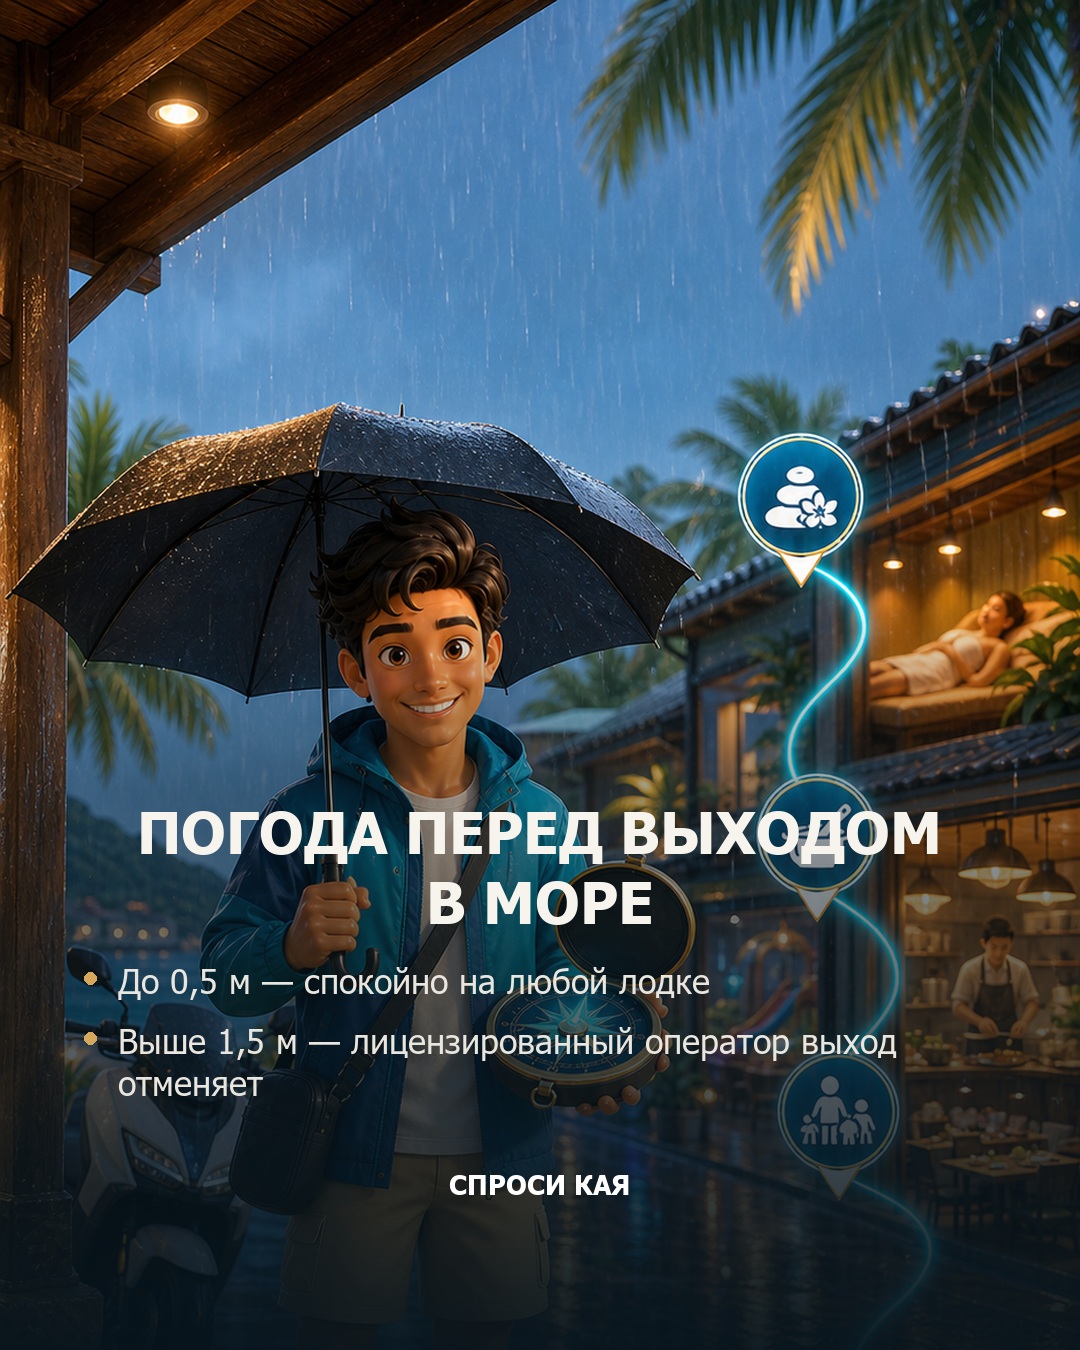 ПОГОДА ПЕРЕД ВЫХОДОМ
В МОРЕ
До 0,5 м — спокойно на любой лодке
Выше 1,5 м — лицензированный оператор выход
отменяет
СПРОСИ КАЯ